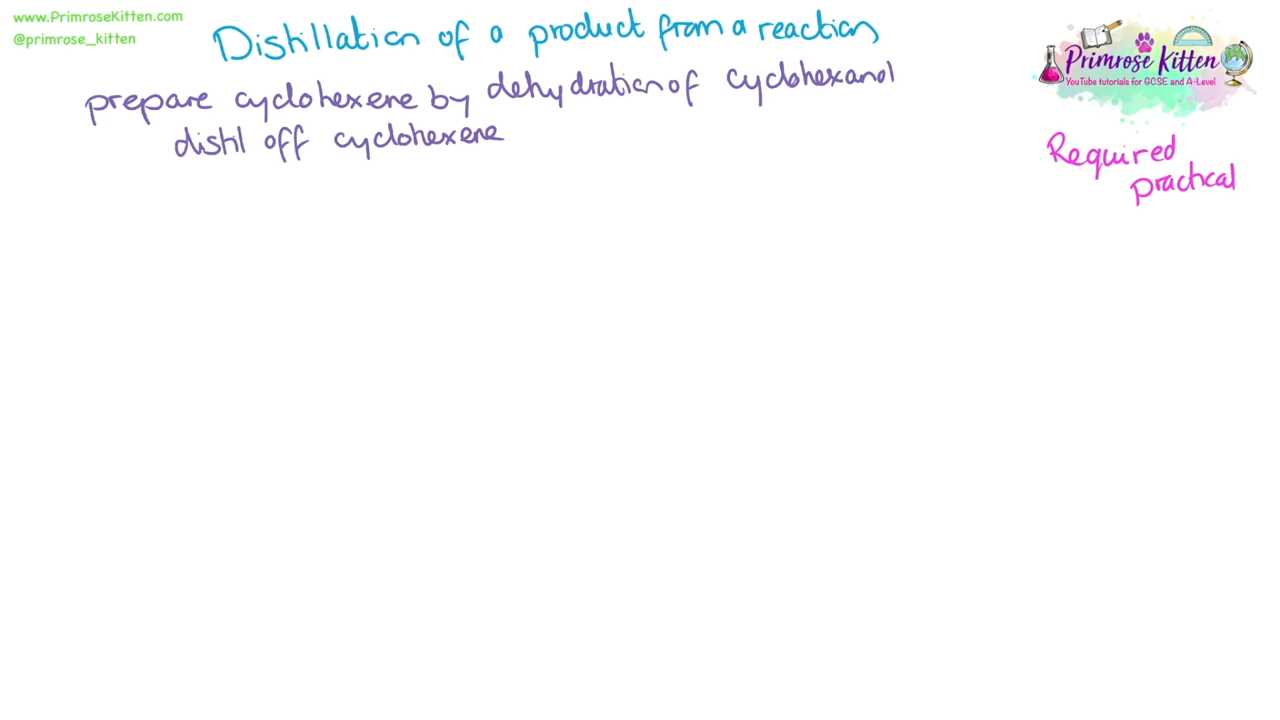 www.PrimroseKitten.com
@primrose_kitten
Distillation of a product from a reaction
prepare cyclohexene by dehydration of cyclohexanol
distil off cyclohexene
Primrose Kitten
YouTube tutorials for GCSE and A-Level
Required
practical